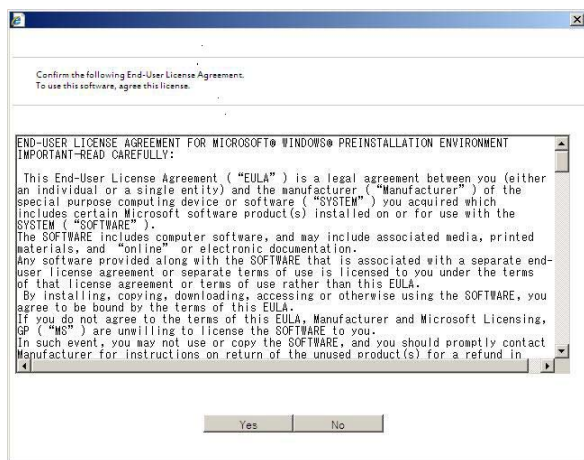 Confirm the following End-User License Agreement.
To use this software, agree this license.
END-USER LICENSE AGREEMENT FOR MICROSOFT® WINDOWS® PREINSTALLATION ENVIRONMENT
IMPORTANT-READ CAREFULLY:
This End-User License Agreement ( “EULA” ) is a legal agreement between you (either
an individual or a single entity) and the manufacturer ( “Manufacturer” ) of the
special purpose computing device or software ( “SYSTEM” ) you acquired which
includes certain Microsoft software product(s) installed on or for use with the
SYSTEM ( “SOFTWARE” ).
The SOFTWARE includes computer software, and may include associated media, printed
materials, and “online” or electronic documentation.
Any software provided along with the SOFTWARE that is associated with a separate end-
user license agreement or separate terms of use is licensed to you under the terms
of that license agreement or terms of use rather than this EULA.
By installing, copying, downloading, accessing or otherwise using the SOFTWARE, you
agree to be bound by the terms of this EULA.
If you do not agree to the terms of this EULA, Manufacturer and Microsoft Licensing,
GP ( “MS” ) are unwilling to license the SOFTWARE to you.
In such event, you may not use or copy the SOFTWARE, and you should promptly contact
Manufacturer for instructions on return of the unused product(s) for a refund in
Yes No